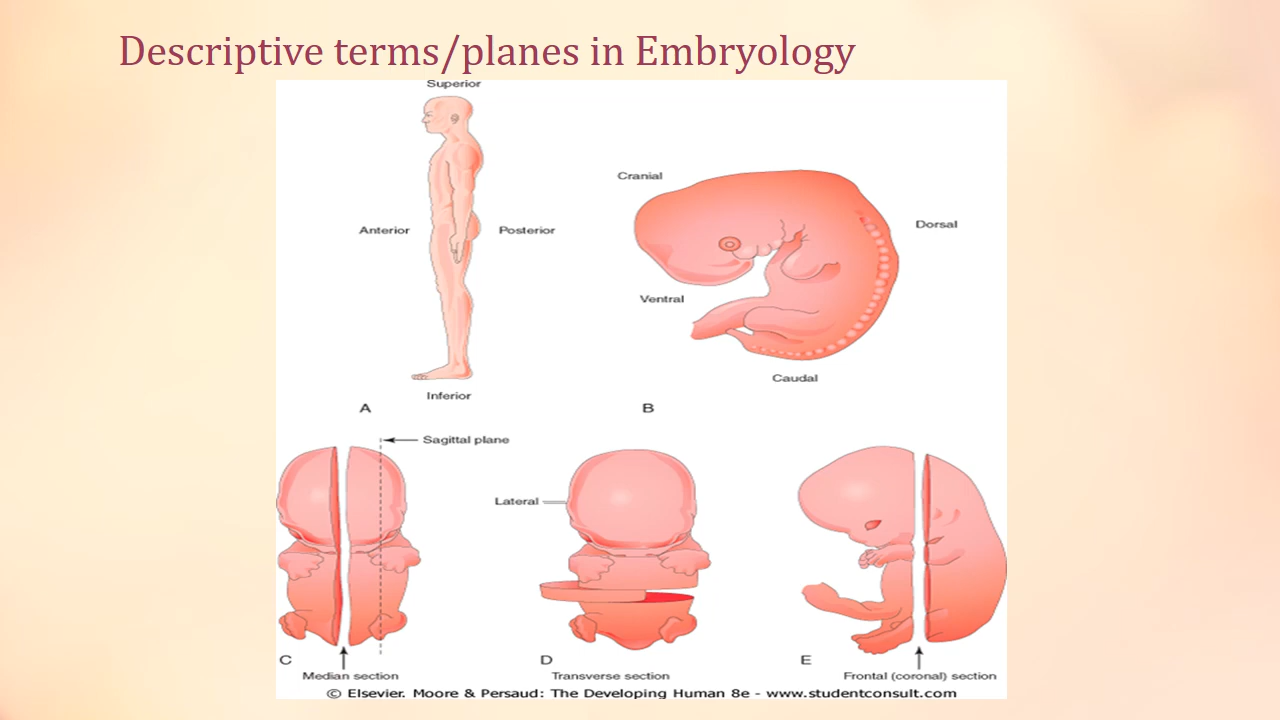 Descriptive terms/planes in Embryology
Superior
Cranial
Anterior
Posterior
Dorsal
Ventral
Caudal
Inferior
A
B
Sagittal plane
Lateral
C
D
E
Median section
Transverse section
Frontal (coronal) section
© Elsevier. Moore & Persaud: The Developing Human 8e - www.studentconsult.com